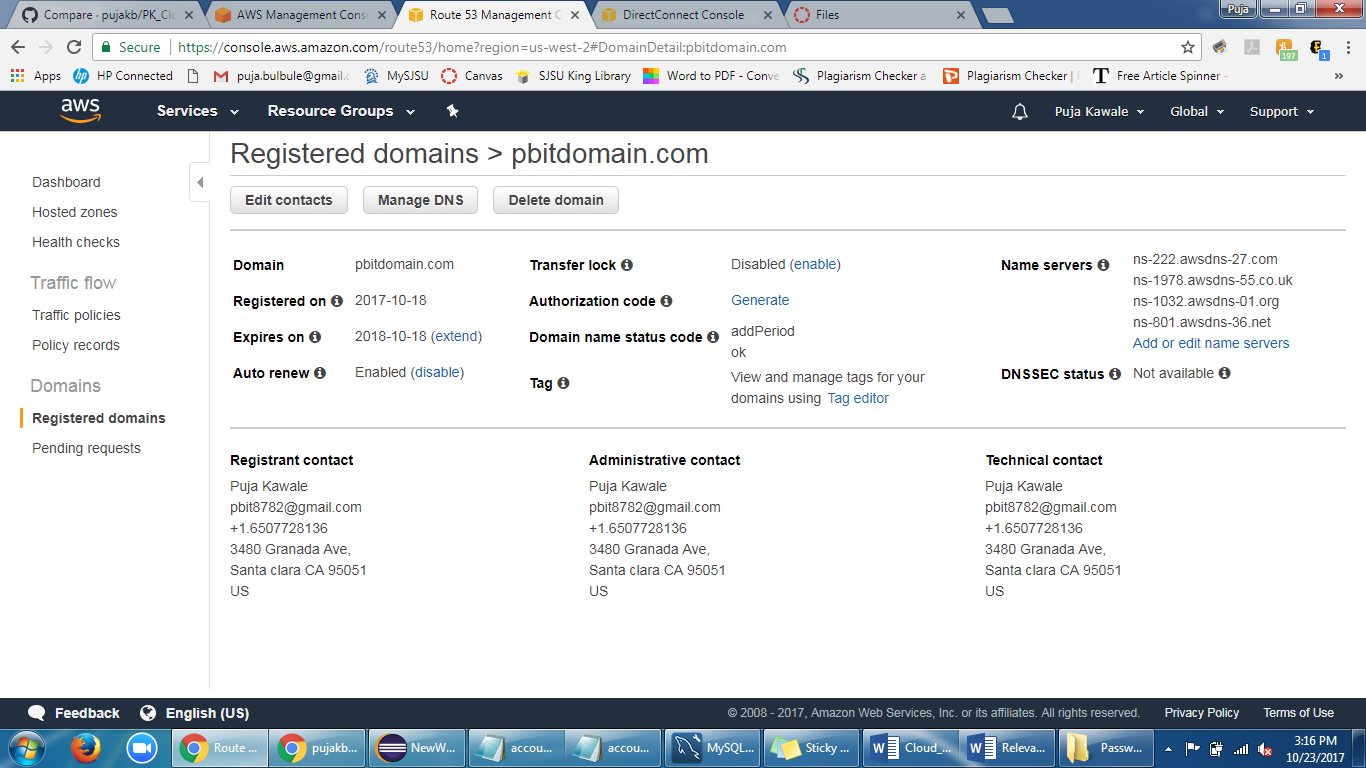 Compare · pujakb/PK_Clo
AWS Management Conso
Route 53 Management C
DirectConnect Console
Files
Puja
Secure
https://console.aws.amazon.com/route53/home?region=us-west-2#DomainDetail:pbitdomain.com
197
1
Apps
HP Connected
puja.bulbule@gmail.c
MySJSU
Canvas
SJSU King Library
Word to PDF - Conve
Plagiarism Checker a
Plagiarism Checker |
Free Article Spinner -
»
aws
Services
Resource Groups
Puja Kawale
Global
Support
Registered domains > pbitdomain.com
Edit contacts
Manage DNS
Delete domain
Dashboard
Hosted zones
Health checks
Traffic flow
Traffic policies
Policy records
Domains
Registered domains
Pending requests
Domain pbitdomain.com
Registered on 2017-10-18
Expires on 2018-10-18 (extend)
Auto renew Enabled (disable)
Transfer lock Disabled (enable)
Authorization code Generate
Domain name status code addPeriod
ok
Tag View and manage tags for your
domains using Tag editor
Name servers ns-222.awsdns-27.com
ns-1978.awsdns-55.co.uk
ns-1032.awsdns-01.org
ns-801.awsdns-36.net
Add or edit name servers
DNSSEC status Not available
Registrant contact
Puja Kawale
pbit8782@gmail.com
+1.6507728136
3480 Granada Ave,
Santa clara CA 95051
US
Administrative contact
Puja Kawale
pbit8782@gmail.com
+1.6507728136
3480 Granada Ave,
Santa clara CA 95051
US
Technical contact
Puja Kawale
pbit8782@gmail.com
+1.6507728136
3480 Granada Ave,
Santa clara CA 95051
US
Feedback
English (US)
© 2008 - 2017, Amazon Web Services, Inc. or its affiliates. All rights reserved.
Privacy Policy
Terms of Use
Route ...
pujakb...
NewW...
accou...
accou...
MySQL...
Sticky ...
Cloud_...
Releva...
Passw...
3:16 PM
10/23/2017